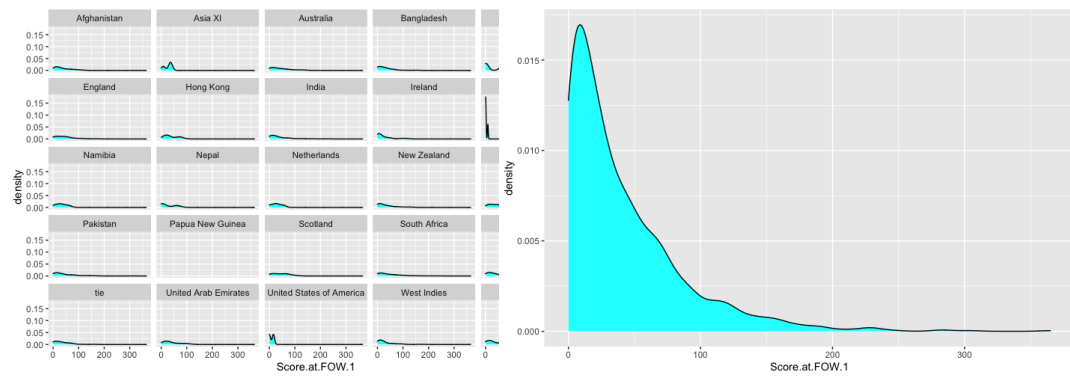 Afghanistan Asia XI Australia Bangladesh
0.15
0.10
0.05
0.00
England Hong Kong India Ireland
0.15
0.10
0.05
0.00
Namibia Nepal Netherlands New Zealand
0.15
0.10
0.05
0.00
Pakistan Papua New Guinea Scotland South Africa
0.15
0.10
0.05
0.00
tie United Arab Emirates United States of America West Indies
0.15
0.10
0.05
0.00
0 100 200 300 0 100 200 300 0 100 200 300 0 100 200 300 0
Score.at.FOW.1
density
0.015
0.010
0.005
0.000
0 100 200 300
Score.at.FOW.1
density